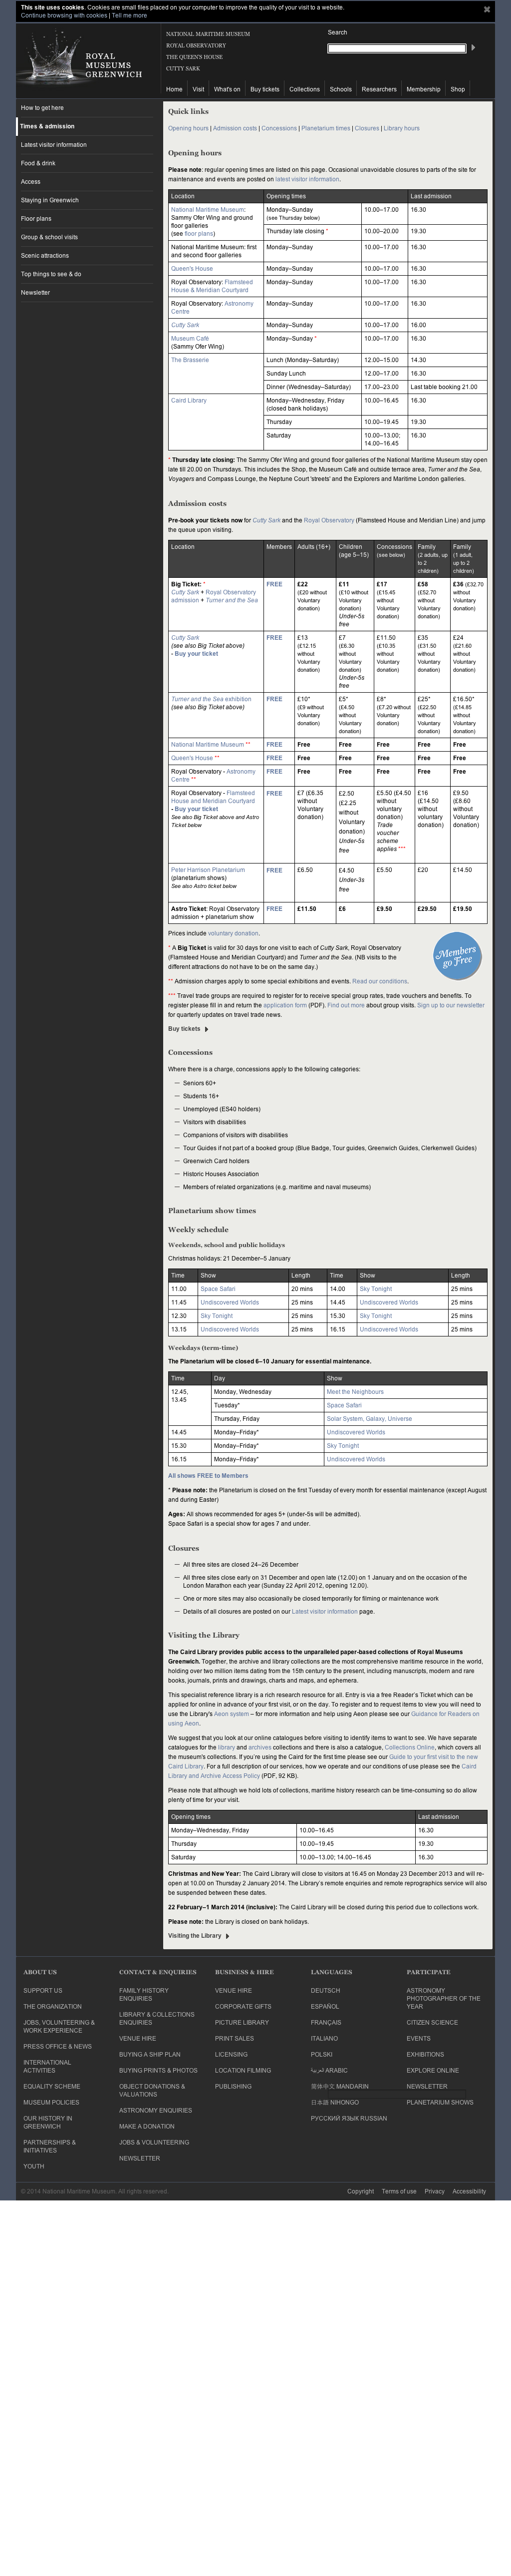 This site uses cookies. Cookies are small files placed on your computer to improve the quality of your visit to a website.
Continue browsing with cookies | Tell me more
ROYAL
MUSEUMS
GREENWICH
NATIONAL MARITIME MUSEUM
ROYAL OBSERVATORY
THE QUEEN'S HOUSE
CUTTY SARK
Search
Home Visit What's on Buy tickets Collections Schools Researchers Membership Shop
How to get here
Times & admission
Latest visitor information
Food & drink
Access
Staying in Greenwich
Floor plans
Group & school visits
Scenic attractions
Top things to see & do
Newsletter
Quick links
Opening hours | Admission costs | Concessions | Planetarium times | Closures | Library hours
Opening hours
Please note: regular opening times are listed on this page. Occasional unavoidable closures to parts of the site for
maintenance and events are posted on latest visitor information.
Location Opening times Last admission
National Maritime Museum:
Sammy Ofer Wing and ground
floor galleries
(see floor plans)
Monday–Sunday
(see Thursday below)
10.00–17.00 16.30
Thursday late closing * 10.00–20.00 19.30
National Maritime Museum: first
and second floor galleries
Monday–Sunday 10.00–17.00 16.30
Queen's House Monday–Sunday 10.00–17.00 16.30
Royal Observatory: Flamsteed
House & Meridian Courtyard
Monday–Sunday 10.00–17.00 16.30
Royal Observatory: Astronomy
Centre
Monday–Sunday 10.00–17.00 16.30
Cutty Sark Monday–Sunday 10.00–17.00 16.00
Museum Café
(Sammy Ofer Wing)
Monday–Sunday * 10.00–17.00 16.30
The Brasserie Lunch (Monday–Saturday) 12.00–15.00 14.30
Sunday Lunch 12.00–17.00 16.30
Dinner (Wednesday–Saturday) 17.00–23.00 Last table booking 21.00
Caird Library Monday–Wednesday, Friday
(closed bank holidays)
10.00–16.45 16.30
Thursday 10.00–19.45 19.30
Saturday 10.00–13.00;
14.00–16.45
16.30
* Thursday late closing: The Sammy Ofer Wing and ground floor galleries of the National Maritime Museum stay open
late till 20.00 on Thursdays. This includes the Shop, the Museum Café and outside terrace area, Turner and the Sea,
Voyagers and Compass Lounge, the Neptune Court 'streets' and the Explorers and Maritime London galleries.
Admission costs
Pre-book your tickets now for Cutty Sark and the Royal Observatory (Flamsteed House and Meridian Line) and jump
the queue upon visiting.
Location Members Adults (16+) Children
(age 5–15)
Concessions
(see below)
Family
(2 adults, up
to 2
children)
Family
(1 adult,
up to 2
children)
Big Ticket: *
Cutty Sark + Royal Observatory
admission + Turner and the Sea
FREE
£22
(£20 without
Voluntary
donation)
£11
(£10 without
Voluntary
donation)
Under-5s
free
£17
(£15.45
without
Voluntary
donation)
£58
(£52.70
without
Voluntary
donation)
£36 (£32.70
without
Voluntary
donation)
Cutty Sark
(see also Big Ticket above)
- Buy your ticket
FREE
£13
(£12.15
without
Voluntary
donation)
£7
(£6.30
without
Voluntary
donation)
Under-5s
free
£11.50
(£10.35
without
Voluntary
donation)
£35
(£31.50
without
Voluntary
donation)
£24
(£21.60
without
Voluntary
donation)
Turner and the Sea exhibition
(see also Big Ticket above)
FREE
£10*
(£9 without
Voluntary
donation)
£5*
(£4.50
without
Voluntary
donation)
£8*
(£7.20 without
Voluntary
donation)
£25*
(£22.50
without
Voluntary
donation)
£16.50*
(£14.85
without
Voluntary
donation)
National Maritime Museum ** FREE Free Free Free Free Free
Queen's House ** FREE Free Free Free Free Free
Royal Observatory - Astronomy
Centre **
FREE Free Free Free Free Free
Royal Observatory - Flamsteed
House and Meridian Courtyard
- Buy your ticket
See also Big Ticket above and Astro
Ticket below
FREE
£7 (£6.35
without
Voluntary
donation)
£2.50
(£2.25
without
Voluntary
donation)
Under-5s
free
£5.50 (£4.50
without
voluntary
donation)
Trade
voucher
scheme
applies ***
£16
(£14.50
without
voluntary
donation)
£9.50
(£8.60
without
Voluntary
donation)
Peter Harrison Planetarium
(planetarium shows)
See also Astro ticket below
FREE £6.50
£4.50
Under-3s
free
£5.50 £20 £14.50
Astro Ticket: Royal Observatory
admission + planetarium show
FREE £11.50 £6 £9.50 £29.50 £19.50
Prices include voluntary donation.
* A Big Ticket is valid for 30 days for one visit to each of Cutty Sark, Royal Observatory
(Flamsteed House and Meridian Courtyard) and Turner and the Sea. (NB visits to the
different attractions do not have to be on the same day.)
Members
go Free
** Admission charges apply to some special exhibitions and events. Read our conditions.
*** Travel trade groups are required to register for to receive special group rates, trade vouchers and benefits. To
register please fill in and return the application form (PDF). Find out more about group visits. Sign up to our newsletter
for quarterly updates on travel trade news.
Buy tickets
Concessions
Where there is a charge, concessions apply to the following categories:
— Seniors 60+
— Students 16+
— Unemployed (ES40 holders)
— Visitors with disabilities
— Companions of visitors with disabilities
— Tour Guides if not part of a booked group (Blue Badge, Tour guides, Greenwich Guides, Clerkenwell Guides)
— Greenwich Card holders
— Historic Houses Association
— Members of related organizations (e.g. maritime and naval museums)
Planetarium show times
Weekly schedule
Weekends, school and public holidays
Christmas holidays: 21 December–5 January
Time Show Length Time Show Length
11.00 Space Safari 20 mins 14.00 Sky Tonight 25 mins
11.45 Undiscovered Worlds 25 mins 14.45 Undiscovered Worlds 25 mins
12.30 Sky Tonight 25 mins 15.30 Sky Tonight 25 mins
13.15 Undiscovered Worlds 25 mins 16.15 Undiscovered Worlds 25 mins
Weekdays (term-time)
The Planetarium will be closed 6–10 January for essential maintenance.
Time Day Show
12.45,
13.45
Monday, Wednesday Meet the Neighbours
Tuesday* Space Safari
Thursday, Friday Solar System, Galaxy, Universe
14.45 Monday–Friday* Undiscovered Worlds
15.30 Monday–Friday* Sky Tonight
16.15 Monday–Friday* Undiscovered Worlds
All shows FREE to Members
* Please note: the Planetarium is closed on the first Tuesday of every month for essential maintenance (except August
and during Easter)
Ages: All shows recommended for ages 5+ (under-5s will be admitted).
Space Safari is a special show for ages 7 and under.
Closures
— All three sites are closed 24–26 December
— All three sites close early on 31 December and open late (12.00) on 1 January and on the occasion of the
London Marathon each year (Sunday 22 April 2012, opening 12.00).
— One or more sites may also occasionally be closed temporarily for filming or maintenance work
— Details of all closures are posted on our Latest visitor information page.
Visiting the Library
The Caird Library provides public access to the unparalleled paper-based collections of Royal Museums
Greenwich. Together, the archive and library collections are the most comprehensive maritime resource in the world,
holding over two million items dating from the 15th century to the present, including manuscripts, modern and rare
books, journals, prints and drawings, charts and maps, and ephemera.
This specialist reference library is a rich research resource for all. Entry is via a free Reader's Ticket which can be
applied for online in advance of your first visit, or on the day. To register and to request items to view you will need to
use the Library's Aeon system – for more information and help using Aeon please see our Guidance for Readers on
using Aeon.
We suggest that you look at our online catalogues before visiting to identify items to want to see. We have separate
catalogues for the library and archives collections and there is also a catalogue, Collections Online, which covers all
the museum's collections. If you're using the Caird for the first time please see our Guide to your first visit to the new
Caird Library. For a full description of our services, how we operate and our conditions of use please see the Caird
Library and Archive Access Policy (PDF, 92 KB).
Please note that although we hold lots of collections, maritime history research can be time-consuming so do allow
plenty of time for your visit.
Opening times Last admission
Monday–Wednesday, Friday 10.00–16.45 16.30
Thursday 10.00–19.45 19.30
Saturday 10.00–13.00; 14.00–16.45 16.30
Christmas and New Year: The Caird Library will close to visitors at 16.45 on Monday 23 December 2013 and will re-
open at 10.00 on Thursday 2 January 2014. The Library's remote enquiries and remote reprographics service will also
be suspended between these dates.
22 February–1 March 2014 (inclusive): The Caird Library will be closed during this period due to collections work.
Please note: the Library is closed on bank holidays.
Visiting the Library
ABOUT US
SUPPORT US
THE ORGANIZATION
JOBS, VOLUNTEERING &
WORK EXPERIENCE
PRESS OFFICE & NEWS
INTERNATIONAL
ACTIVITIES
EQUALITY SCHEME
MUSEUM POLICIES
OUR HISTORY IN
GREENWICH
PARTNERSHIPS &
INITIATIVES
YOUTH
CONTACT & ENQUIRIES
FAMILY HISTORY
ENQUIRIES
LIBRARY & COLLECTIONS
ENQUIRIES
VENUE HIRE
BUYING A SHIP PLAN
BUYING PRINTS & PHOTOS
OBJECT DONATIONS &
VALUATIONS
ASTRONOMY ENQUIRIES
MAKE A DONATION
JOBS & VOLUNTEERING
NEWSLETTER
BUSINESS & HIRE
VENUE HIRE
CORPORATE GIFTS
PICTURE LIBRARY
PRINT SALES
LICENSING
LOCATION FILMING
PUBLISHING
LANGUAGES
DEUTSCH
ESPAÑOL
FRANÇAIS
ITALIANO
POLSKI
العربية ARABIC
简体中文 MANDARIN
日本語 NIHONGO
РУССКИЙ ЯЗЫК RUSSIAN
PARTICIPATE
ASTRONOMY
PHOTOGRAPHER OF THE
YEAR
CITIZEN SCIENCE
EVENTS
EXHIBITIONS
EXPLORE ONLINE
NEWSLETTER
PLANETARIUM SHOWS
© 2014 National Maritime Museum. All rights reserved.
Copyright Terms of use Privacy Accessibility